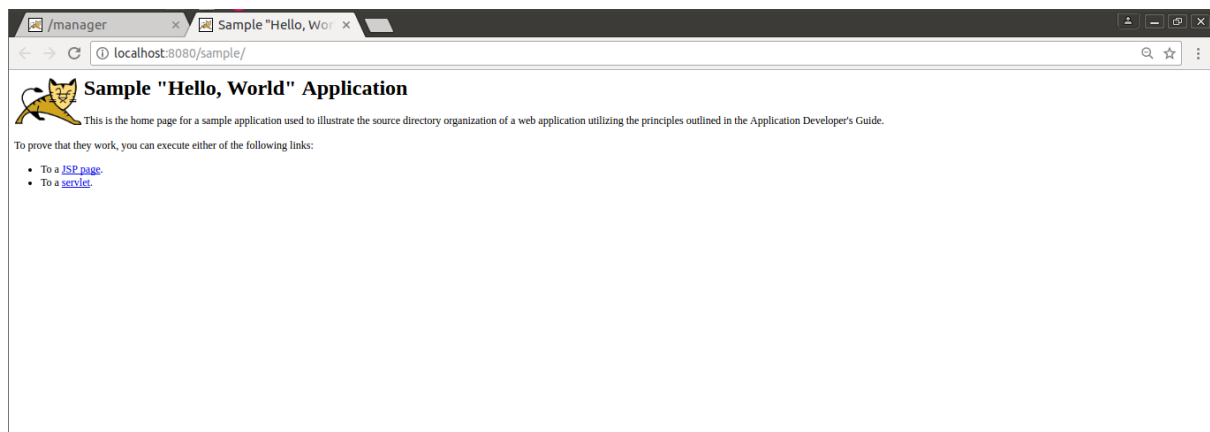 /manager
Sample "Hello, Wor
localhost:8080/sample/
Sample "Hello, World" Application
This is the home page for a sample application used to illustrate the source directory organization of a web application utilizing the principles outlined in the Application Developer's Guide.
To prove that they work, you can execute either of the following links:
To a JSP page.
To a servlet.